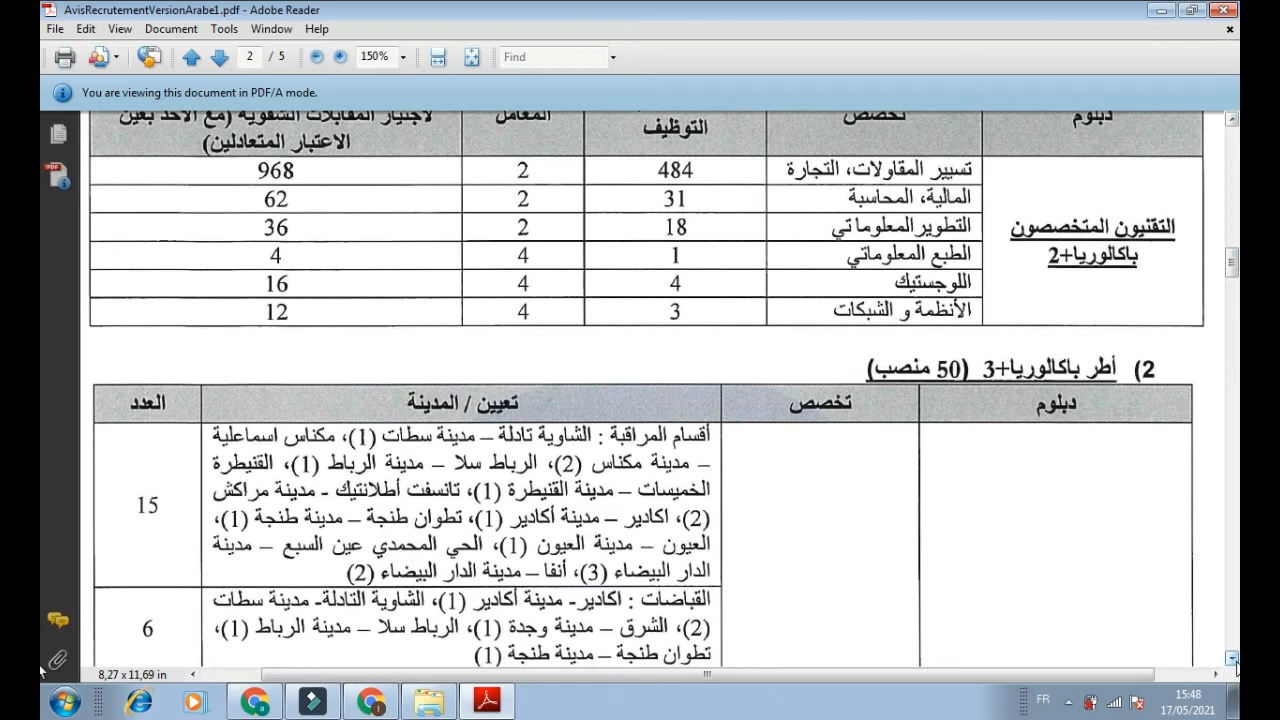 AvisRecrutementVersionArabe1.pdf - Adobe Reader
File Edit View Document Tools Window Help
2 / 5 150% Find
You are viewing this document in PDF/A mode.
دبلوم تخصص التوظيف المعامل لاجتياز المقابلات الشفوية (مع الأخذ بعين
الاعتبار المتعادلين)
تسيير المقاولات، التجارة 484 2 968
المالية، المحاسبة 31 2 62
التقنيون المتخصصون
باكالوريا+2
التطوير المعلوماتي 18 2 36
الطبع المعلوماتي 1 4 4
اللوجستيك 4 4 16
الأنظمة و الشبكات 3 4 12
2) أطر باكالوريا+3 (50 منصب)
دبلوم تخصص تعيين / المدينة العدد
أقسام المراقبة : الشاوية تادلة – مدينة سطات (1)، مكناس اسماعلية
– مدينة مكناس (2)، الرباط سلا – مدينة الرباط (1)، القنيطرة
الخميسات – مدينة القنيطرة (1)، تانسفت أطلانتيك - مدينة مراكش
(2)، اكادير – مدينة أكادير (1)، تطوان طنجة – مدينة طنجة (1)،
العيون – مدينة العيون (1)، الحي المحمدي عين السبع – مدينة
الدار البيضاء (3)، أنفا – مدينة الدار البيضاء (2)
15
القباضات : اكادير- مدينة أكادير (1)، الشاوية التادلة- مدينة سطات
(2)، الشرق – مدينة وجدة (1)، الرباط سلا – مدينة الرباط (1)،
تطوان طنجة – مدينة طنجة (1)
6
8,27 x 11,69 in
FR 15:48
17/05/2021